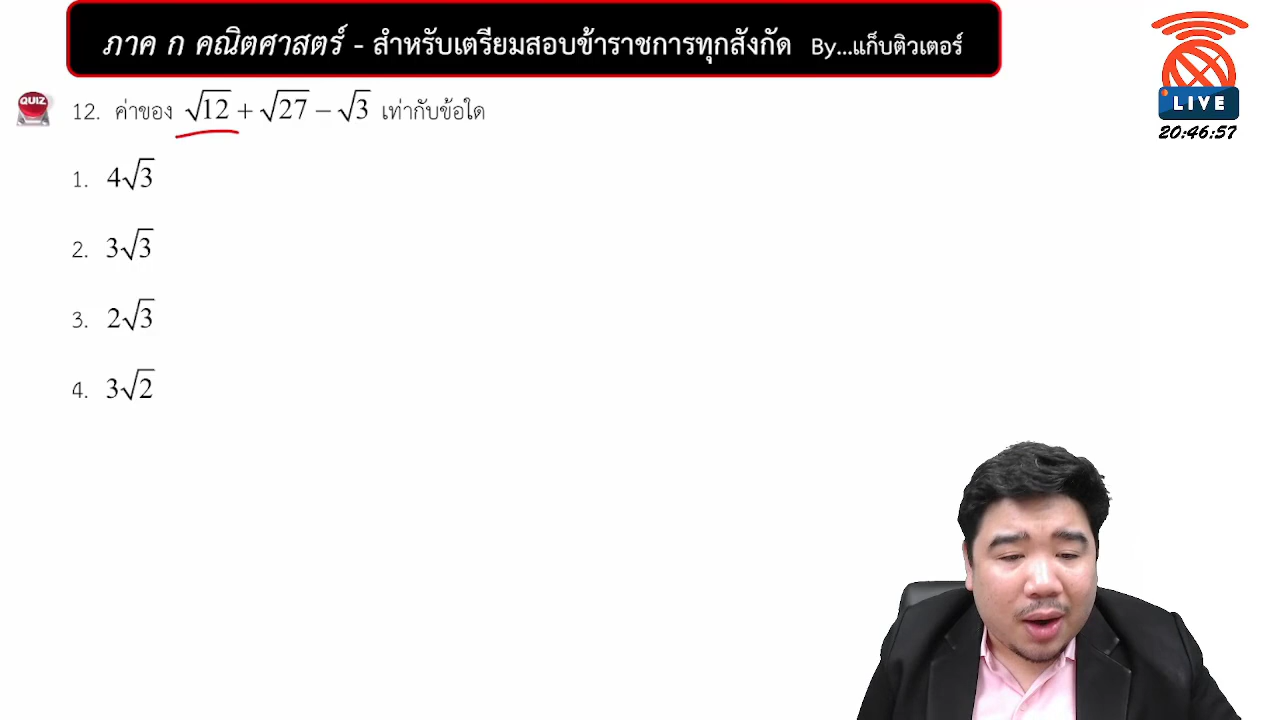 ภาค ก คณิตศาสตร์ - สำหรับเตรียมสอบข้าราชการทุกสังกัด By...แก็บติวเตอร์
LIVE
20:46:57
QUIZ
12. ค่าของ √12 + √27 − √3 เท่ากับข้อใด
1. 4√3
2. 3√3
3. 2√3
4. 3√2